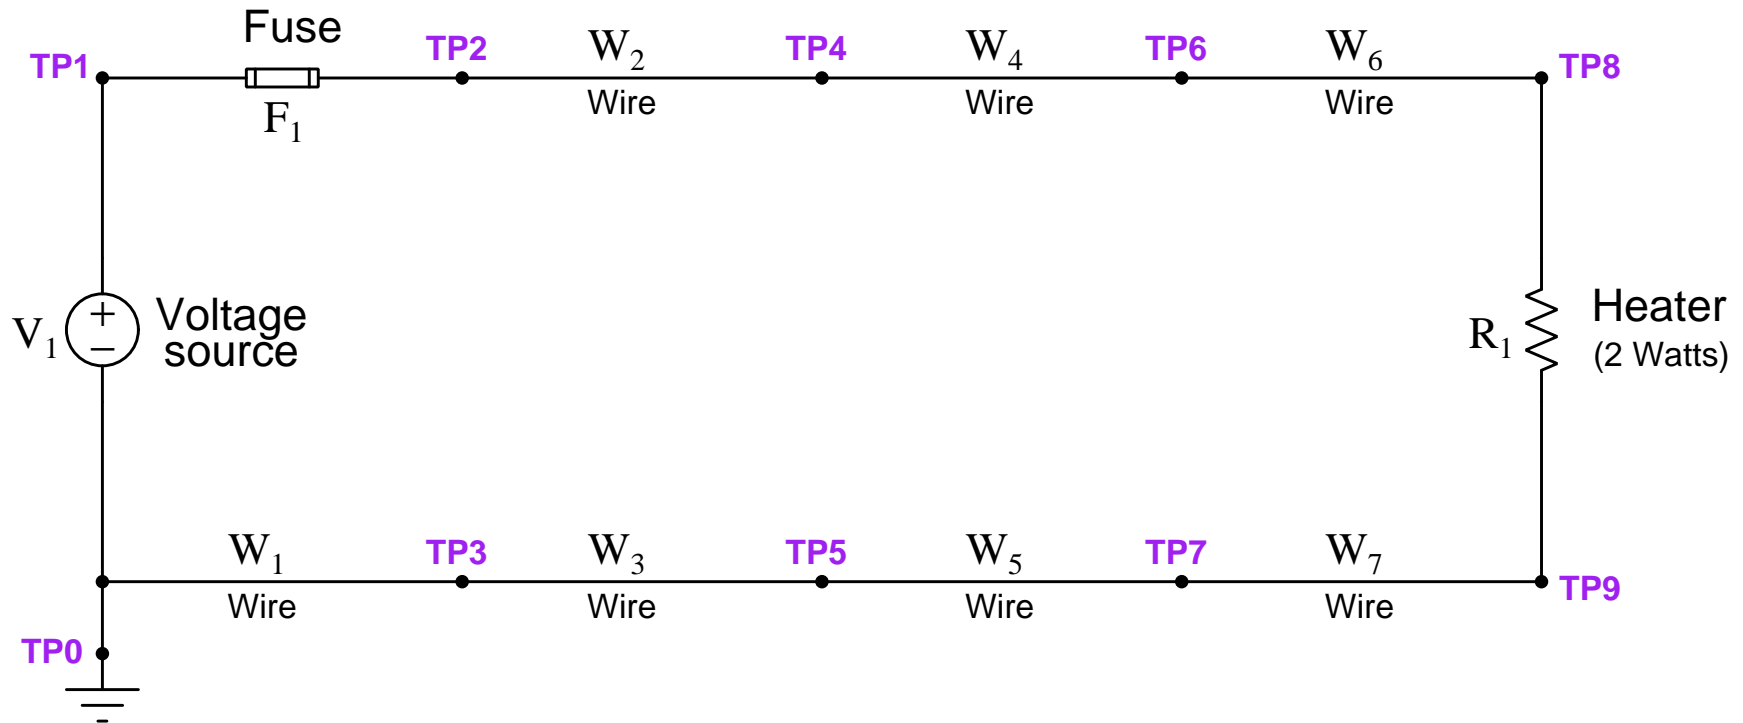 Fuse
TP1
TP2
W2
TP4
W4
TP6
W6
TP8
F1
Wire
Wire
Wire
V1
+
−
Voltage
source
R1
Heater
(2 Watts)
W1
TP3
W3
TP5
W5
TP7
W7
TP9
Wire
Wire
Wire
Wire
TP0